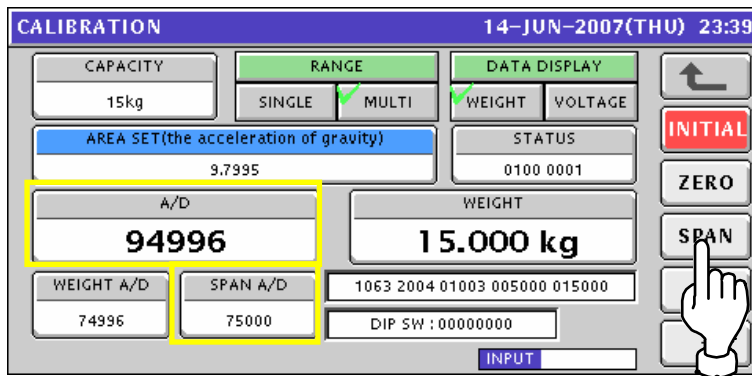 CALIBRATION 14-JUN-2007(THU) 23:39
CAPACITY RANGE DATA DISPLAY
15kg SINGLE MULTI WEIGHT VOLTAGE
INITIAL
AREA SET(the acceleration of gravity) STATUS
9.7995 0100 0001
ZERO
A/D WEIGHT
94996 15.000 kg
SPAN
WEIGHT A/D SPAN A/D 1063 2004 01003 005000 015000
74996 75000 DIP SW : 00000000
INPUT